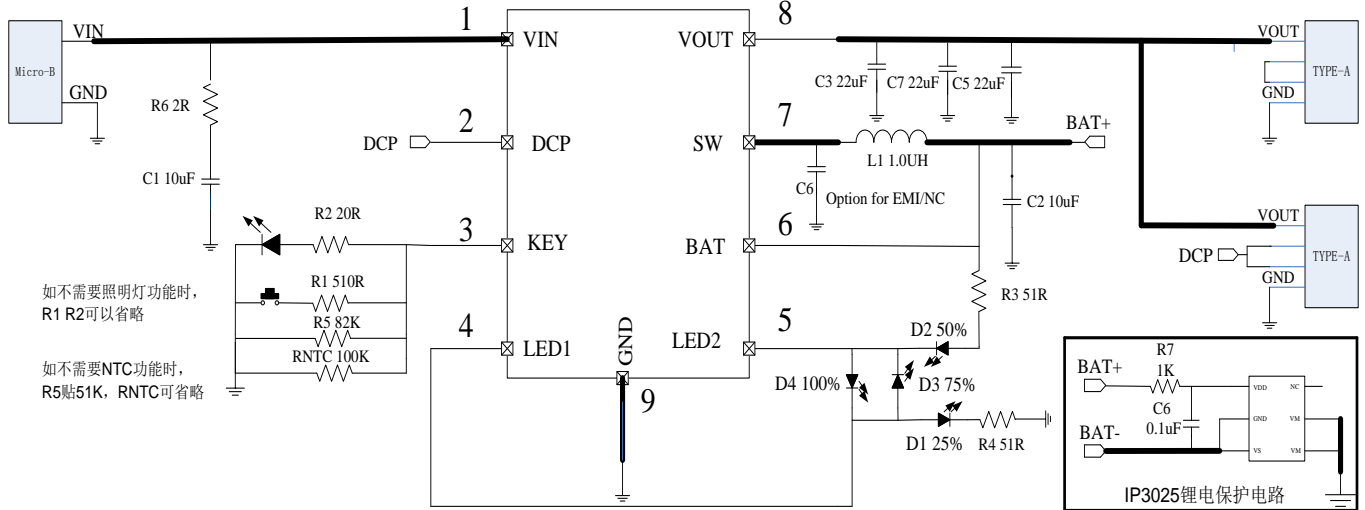 1
8
VIN
VIN
VOUT
VOUT
Micro-B
TYPE-A
GND
GND
R6 2R
C3 22uF
C7 22uF
C5 22uF
2
7
BAT+
DCP
DCP
SW
L1 1.0UH
C1 10uF
C6
Option for EMI/NC
C2 10uF
R2 20R
3
6
VOUT
KEY
BAT
DCP
TYPE-A
GND
如不需要照明灯功能时，
R1 R2可以省略
R1 510R
R3 51R
R5 82K
4
5
D2 50%
RNTC 100K
LED1
GND
LED2
如不需要NTC功能时，
R5贴51K，RNTC可省略
D4 100%
D3 75%
9
D1 25%
R4 51R
R7
1K
BAT+
VDD
NC
C6
0.1uF
GND
VM
BAT-
VS
VM
IP3025锂电保护电路